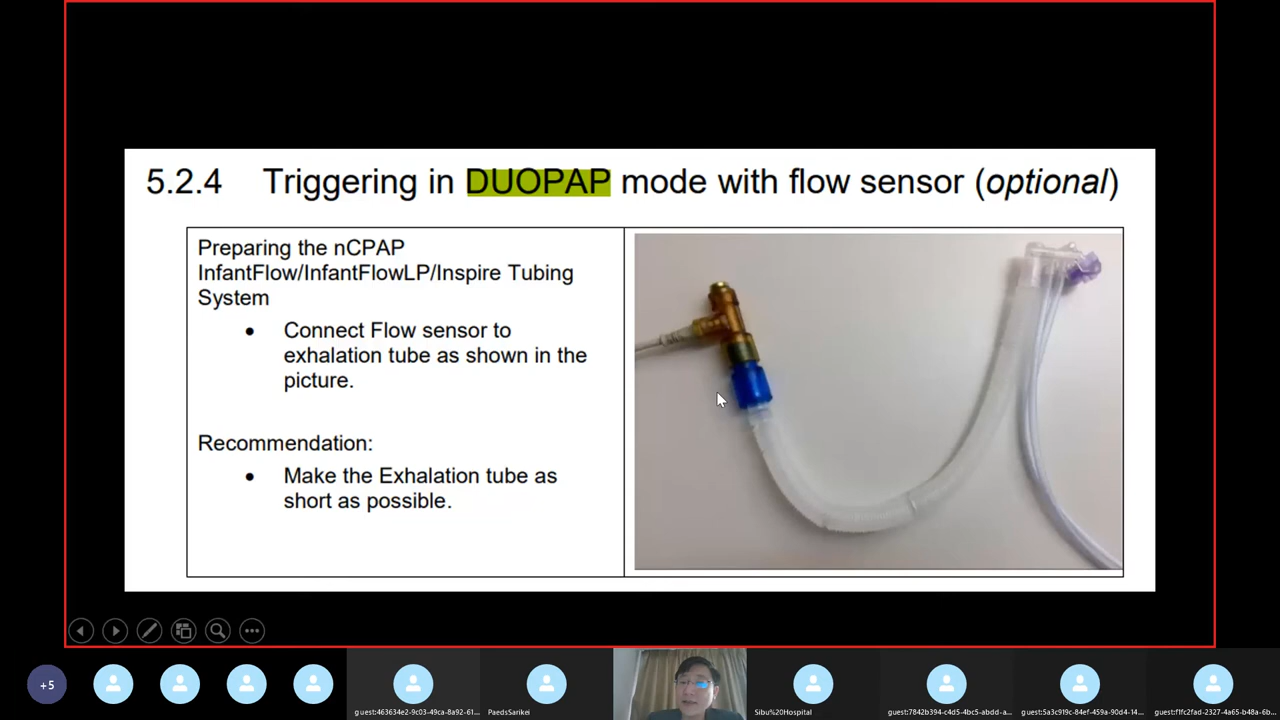 5.2.4 Triggering in DUOPAP mode with flow sensor (optional)
Preparing the nCPAP
InfantFlow/InfantFlowLP/Inspire Tubing
System
• Connect Flow sensor to
exhalation tube as shown in the
picture.
Recommendation:
• Make the Exhalation tube as
short as possible.
+5
guest:463634e2-9c03-49ca-8a92-61...
PaedsSarikei
Sibu%20Hospital
guest:7842b394-c4d5-4bc5-abdd-a...
guest:5a3c919c-84ef-459a-90d4-14...
guest:f1fc2fad-2327-4a65-b48a-6b...